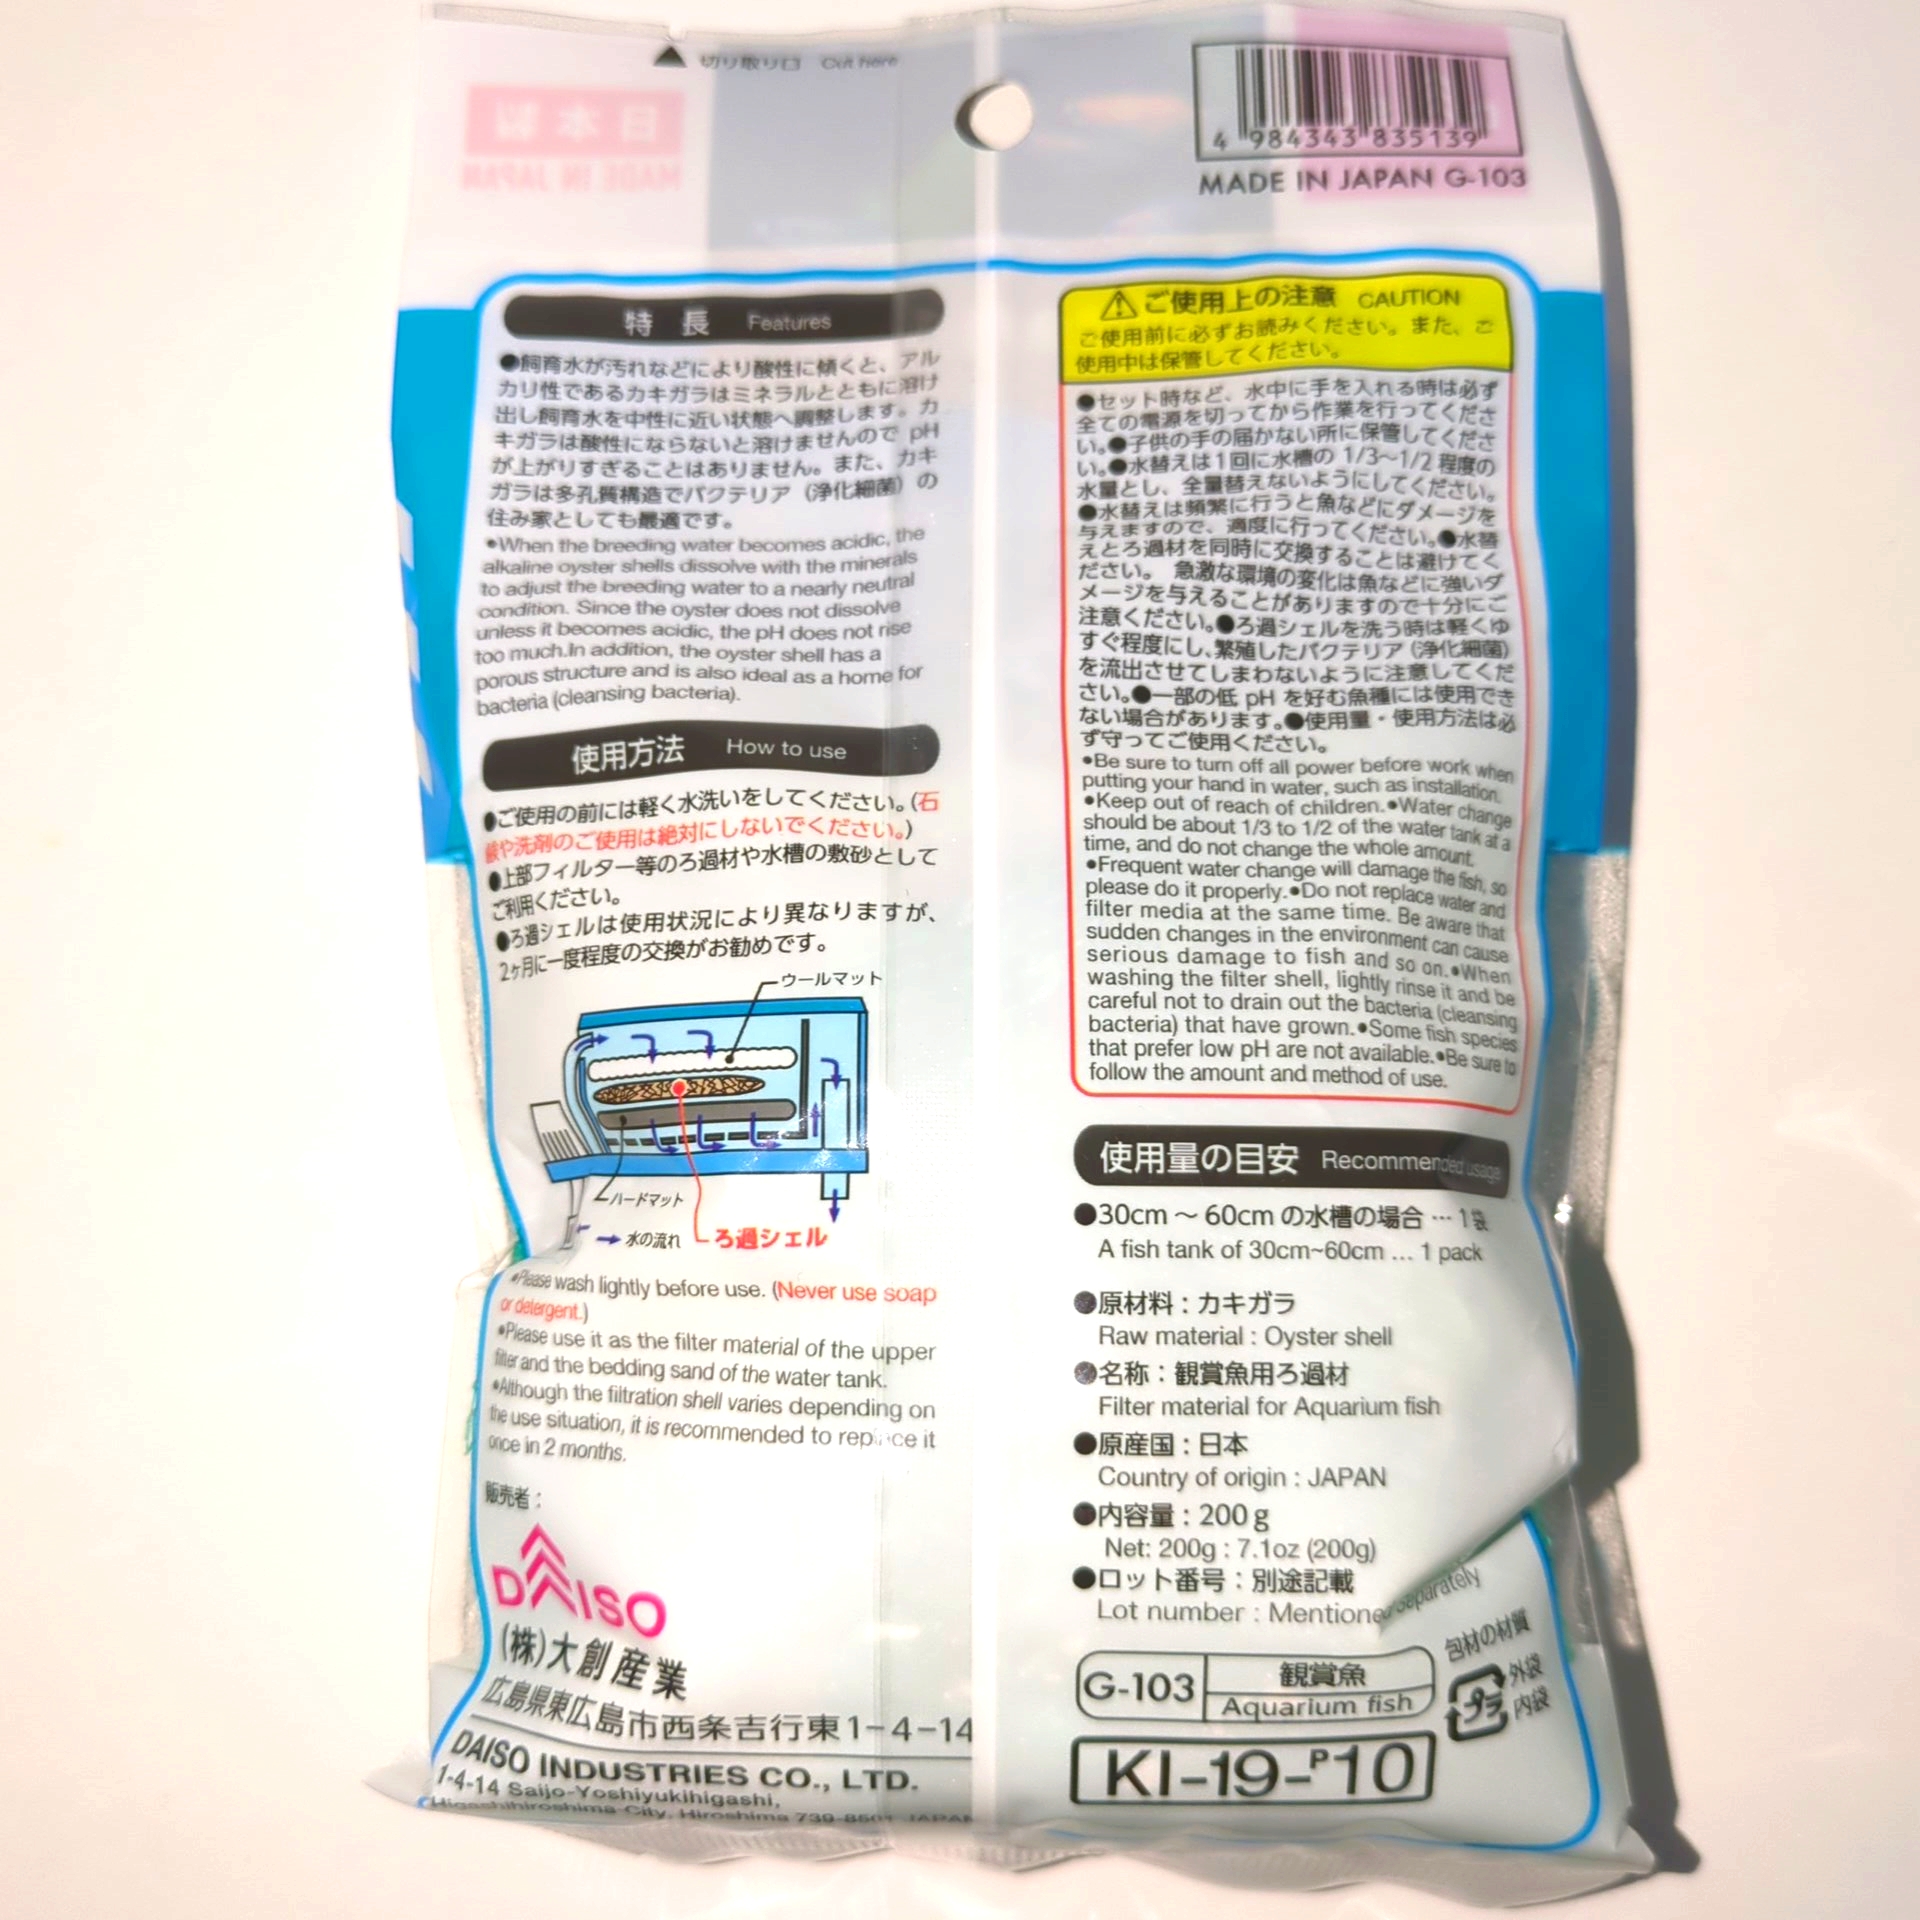 切り取り口 Cut here
日本製
MADE IN JAPAN
4 984343 835139
MADE IN JAPAN G-103
特長 Features
●飼育水が汚れなどにより酸性に傾くと、アル
カリ性であるカキガラはミネラルとともに溶け
出し飼育水を中性に近い状態へ調整します。カ
キガラは酸性にならないと溶けませんので pH
が上がりすぎることはありません。また、カキ
ガラは多孔質構造でバクテリア（浄化細菌）の
住み家としても最適です。
●When the breeding water becomes acidic, the
alkaline oyster shells dissolve with the minerals
to adjust the breeding water to a nearly neutral
condition. Since the oyster does not dissolve
unless it becomes acidic, the pH does not rise
too much.In addition, the oyster shell has a
porous structure and is also ideal as a home for
bacteria (cleansing bacteria).
使用方法 How to use
●ご使用の前には軽く水洗いをしてください。(石
鹸や洗剤のご使用は絶対にしないでください。)
●上部フィルター等のろ過材や水槽の敷砂として
ご利用ください。
●ろ過シェルは使用状況により異なりますが、
2ヶ月に一度程度の交換がお勧めです。
ウールマット
ハードマット
→ 水の流れ
ろ過シェル
●Please wash lightly before use. (Never use soap
or detergent.)
●Please use it as the filter material of the upper
filter and the bedding sand of the water tank.
●Although the filtration shell varies depending on
the use situation, it is recommended to replace it
once in 2 months.
販売者：
DAISO
(株)大創産業
広島県東広島市西条吉行東1-4-14
DAISO INDUSTRIES CO., LTD.
1-4-14 Saijo-Yoshiyukihigashi,
Higashihiroshima City, Hiroshima 739-8501 JAPAN
ご使用上の注意 CAUTION
ご使用前に必ずお読みください。また、ご
使用中は保管してください。
●セット時など、水中に手を入れる時は必ず
全ての電源を切ってから作業を行ってくださ
い。●子供の手の届かない所に保管してくださ
い。●水替えは1回に水槽の 1/3〜1/2 程度の
水量とし、全量替えないようにしてください。
●水替えは頻繁に行うと魚などにダメージを
与えますので、適度に行ってください。●水替
えとろ過材を同時に交換することは避けてく
ださい。 急激な環境の変化は魚などに強いダ
メージを与えることがありますので十分にご
注意ください。●ろ過シェルを洗う時は軽くゆ
すぐ程度にし、繁殖したバクテリア（浄化細菌）
を流出させてしまわないように注意してくだ
さい。●一部の低 pH を好む魚種には使用でき
ない場合があります。●使用量・使用方法は必
ず守ってご使用ください。
●Be sure to turn off all power before work when
putting your hand in water, such as installation.
●Keep out of reach of children.●Water change
should be about 1/3 to 1/2 of the water tank at a
time, and do not change the whole amount.
●Frequent water change will damage the fish, so
please do it properly.●Do not replace water and
filter media at the same time. Be aware that
sudden changes in the environment can cause
serious damage to fish and so on.●When
washing the filter shell, lightly rinse it and be
careful not to drain out the bacteria (cleansing
bacteria) that have grown.●Some fish species
that prefer low pH are not available.●Be sure to
follow the amount and method of use.
使用量の目安 Recommended usage
●30cm 〜 60cm の水槽の場合 … 1袋
A fish tank of 30cm~60cm ... 1 pack
●原材料：カキガラ
Raw material : Oyster shell
●名称：観賞魚用ろ過材
Filter material for Aquarium fish
●原産国：日本
Country of origin : JAPAN
●内容量：200 g
Net: 200g : 7.1oz (200g)
●ロット番号：別途記載
Lot number : Mentioned separately
G-103 観賞魚
Aquarium fish
包材の材質
プラ 外袋
内袋
KI-19-P10